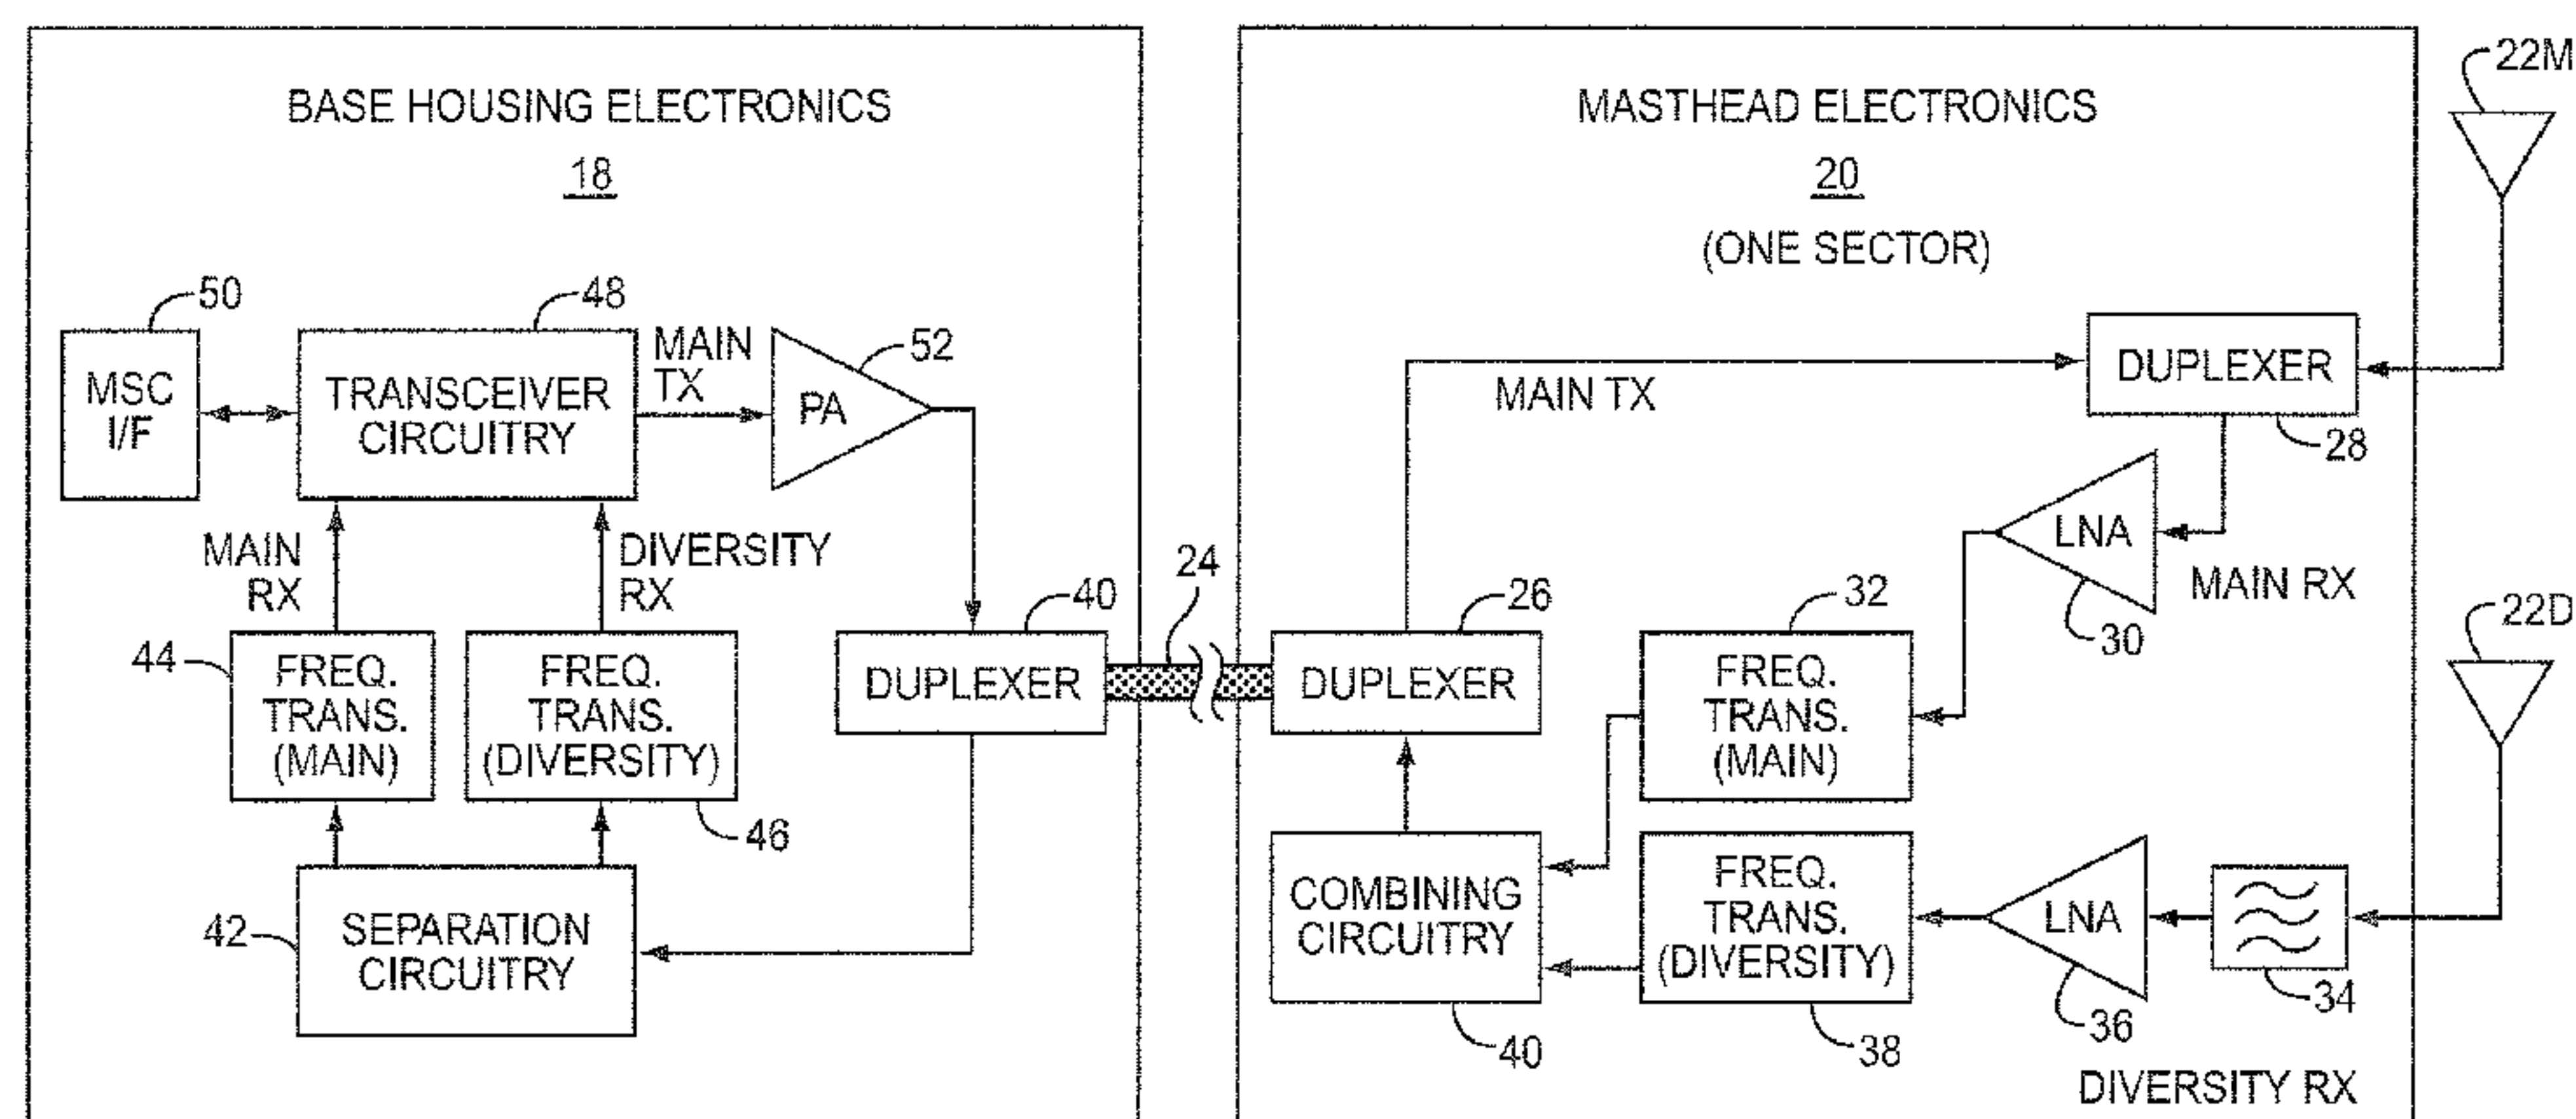 BASE HOUSING ELECTRONICS
18
50
MSC
I/F
48
TRANSCEIVER
CIRCUITRY
MAIN
TX
52
PA
MAIN
RX
DIVERSITY
RX
44
FREQ.
TRANS.
(MAIN)
FREQ.
TRANS.
(DIVERSITY)
46
40
DUPLEXER
42
SEPARATION
CIRCUITRY
24
MASTHEAD ELECTRONICS
20
(ONE SECTOR)
22M
MAIN TX
DUPLEXER
28
LNA
30
MAIN RX
26
DUPLEXER
32
FREQ.
TRANS.
(MAIN)
22D
COMBINING
CIRCUITRY
40
FREQ.
TRANS.
(DIVERSITY)
38
LNA
36
34
DIVERSITY RX